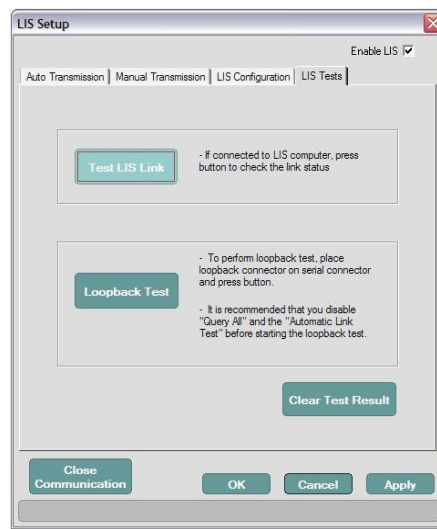 LIS Setup
Enable LIS
Auto Transmission
Manual Transmission
LIS Configuration
LIS Tests
Test LIS Link
- If connected to LIS computer, press
button to check the link status
Loopback Test
- To perform loopback test, place
loopback connector on serial connector
and press button.
- It is recommended that you disable
"Query All" and the "Automatic Link
Test" before starting the loopback test.
Clear Test Result
Close
Communication
OK
Cancel
Apply